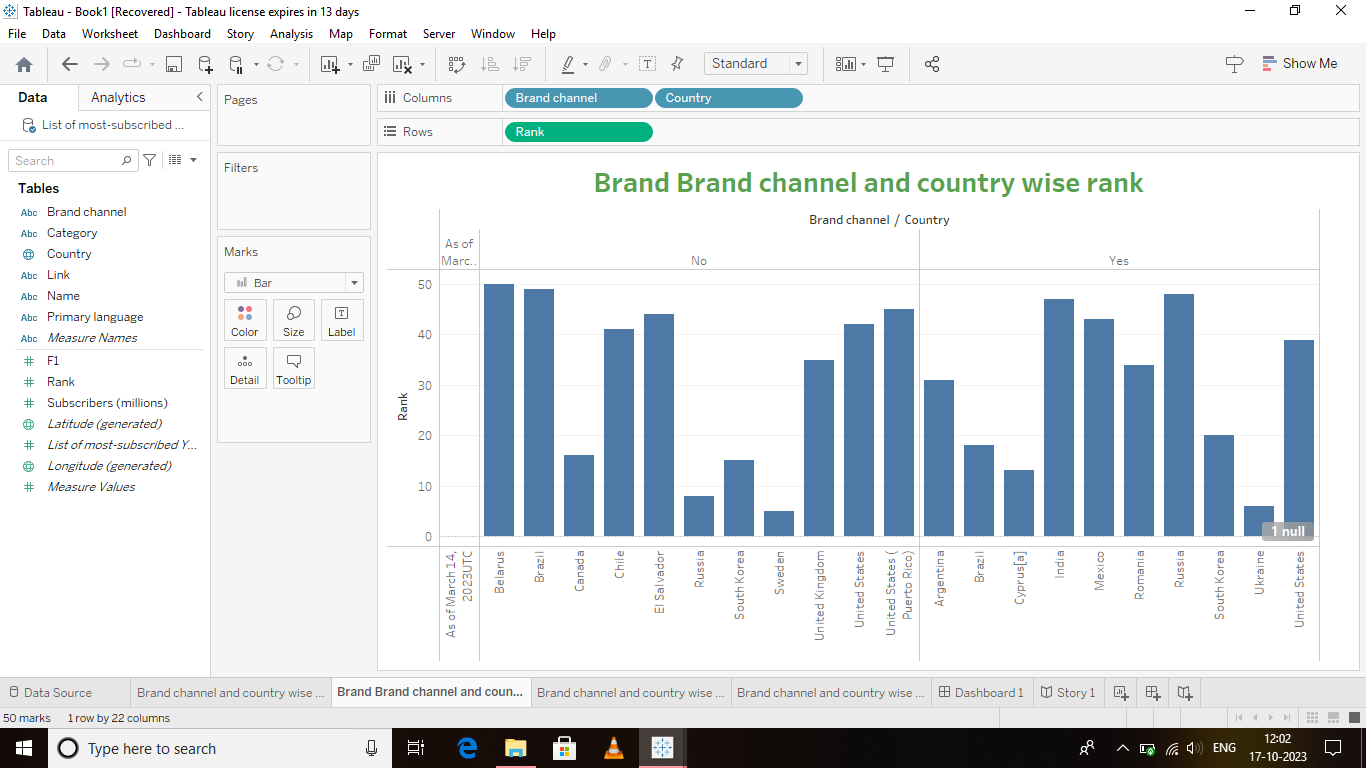 Tableau - Book1 [Recovered] - Tableau license expires in 13 days
File Data Worksheet Dashboard Story Analysis Map Format Server Window Help
Standard
Show Me
Data Analytics
List of most-subscribed ...
Search
Tables
Abc Brand channel
Abc Category
Country
Abc Link
Abc Name
Abc Primary language
Abc Measure Names
# F1
# Rank
# Subscribers (millions)
Latitude (generated)
# List of most-subscribed Y...
Longitude (generated)
# Measure Values
Pages
Filters
Marks
Bar
Color Size Label
Detail Tooltip
Columns Brand channel Country
Rows Rank
Brand Brand channel and country wise rank
Brand channel / Country
As of
Marc..
No
Yes
50
40
30
20
10
0
Rank
1 null
As of March 14,
2023UTC
Belarus
Brazil
Canada
Chile
El Salvador
Russia
South Korea
Sweden
United Kingdom
United States
United States (
Puerto Rico)
Argentina
Brazil
Cyprus[a]
India
Mexico
Romania
Russia
South Korea
Ukraine
United States
Data Source Brand channel and country wise ... Brand Brand channel and coun... Brand channel and country wise ... Brand channel and country wise ... Dashboard 1 Story 1
50 marks 1 row by 22 columns
Type here to search
ENG
12:02
17-10-2023